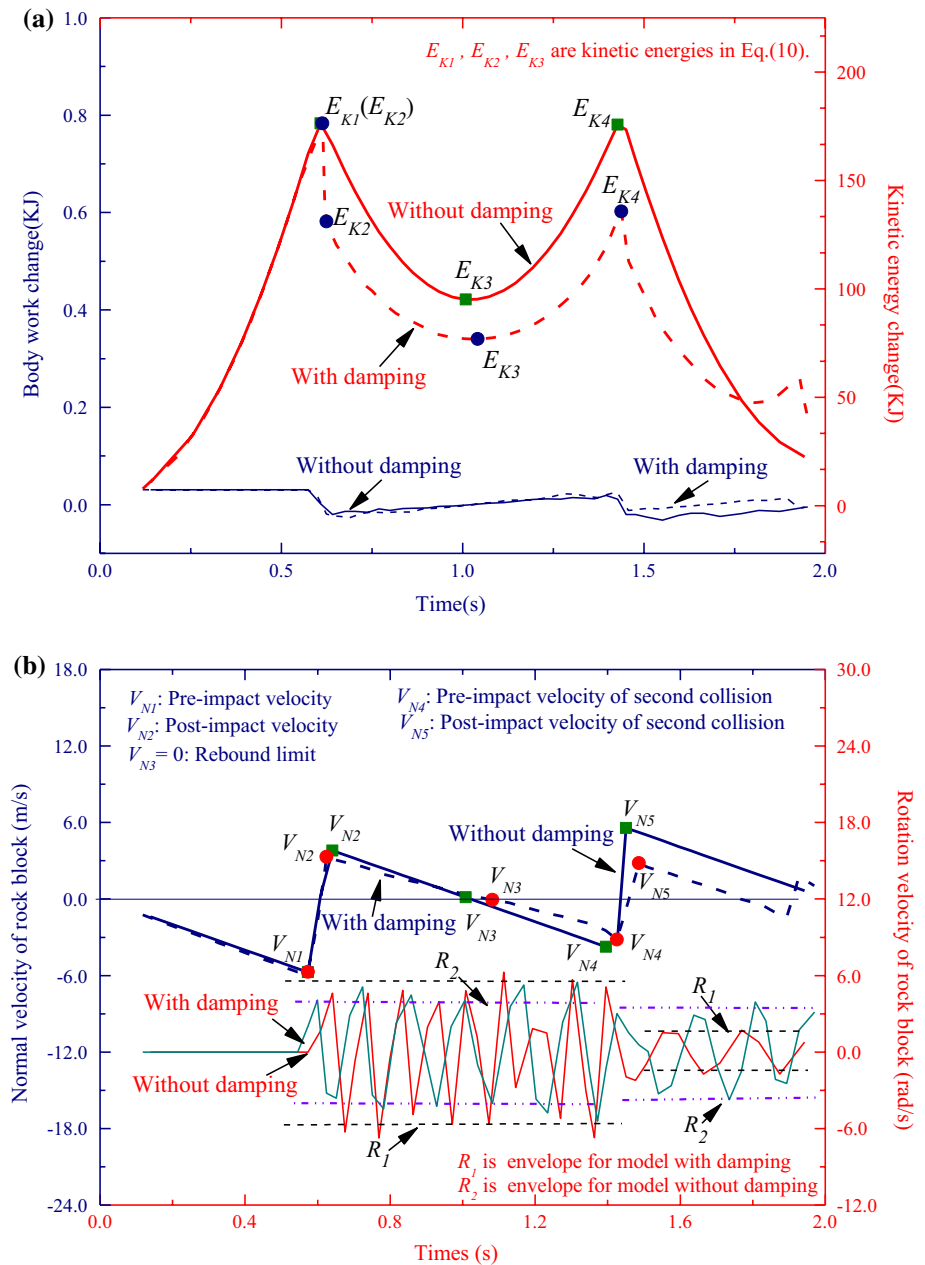 (a)
E_K1 , E_K2 , E_K3 are kinetic energies in Eq.(10).
1.0
0.8
0.6
0.4
0.2
0.0
Body work change(KJ)
200
150
100
50
0
Kinetic energy change(KJ)
E_K1(E_K2)
E_K4
E_K2
Without damping
E_K4
E_K3
With damping
E_K3
Without damping
With damping
0.0
0.5
1.0
1.5
2.0
Time(s)
(b)
18.0
12.0
6.0
0.0
-6.0
-12.0
-18.0
-24.0
Normal velocity of rock block (m/s)
30.0
24.0
18.0
12.0
6.0
0.0
-6.0
-12.0
Rotation velocity of rock block (rad/s)
V_N1: Pre-impact velocity
V_N2: Post-impact velocity
V_N3= 0: Rebound limit
V_N4: Pre-impact velocity of second collision
V_N5: Post-impact velocity of second collision
V_N2
V_N2
V_N5
Without damping
V_N5
V_N3
With damping
V_N3
V_N1
V_N4
V_N4
R_2
R_1
With damping
Without damping
R_1
R_2
R_1 is envelope for model with damping
R_2 is envelope for model without damping
0.0
0.4
0.8
1.2
1.6
2.0
Times (s)